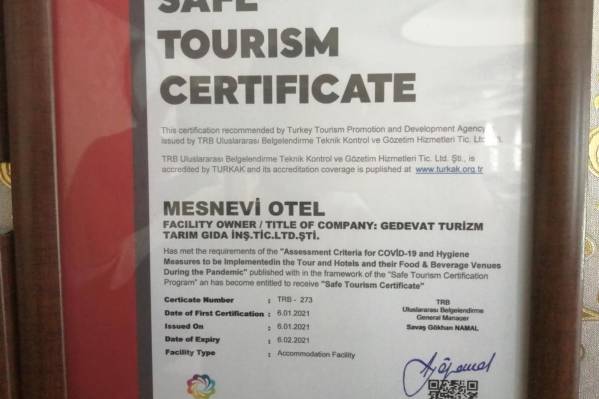 SAFE
TOURISM
CERTIFICATE
This certification recommended by Turkey Tourism Promotion and Development Agency
issued by TRB Uluslararası Belgelendirme Teknik Kontrol ve Gözetim Hizmetleri Tic. Ltd.
TRB Uluslararası Belgelendirme Teknik Kontrol ve Gözetim Hizmetleri Tic. Ltd. Şti., is
accredited by TURKAK and its accreditation coverage is puplished at www.turkak.org.tr
MESNEVİ OTEL
FACILITY OWNER / TITLE OF COMPANY: GEDEVAT TURİZM
TARIM GIDA İNŞ.TİC.LTD.ŞTİ.
Has met the requirements of the "Assessment Criteria for COVİD-19 and Hygiene
Measures to be Implementedin the Tour and Hotels and their Food & Beverage Venues
During the Pandemic" published with in the framework of the "Safe Tourism Certification
Program" an has become entitled to receive "Safe Tourism Certificate"
Certicate Number : TRB - 273
Date of First Certification : 6.01.2021
Issued On : 6.01.2021
Date of Expiry : 6.02.2021
Facility Type : Accommodation Facility
TRB
Uluslararası Belgelendirme
General Manager
Savaş Gökhan NAMAL